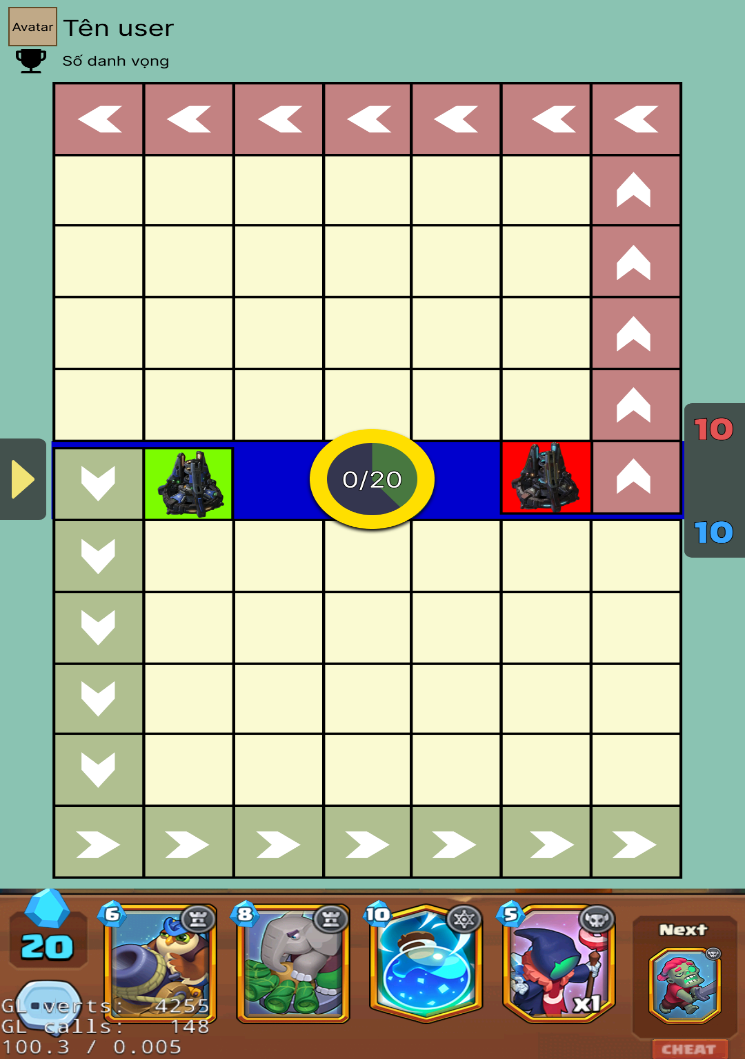 Avatar
Tên user
Số danh vọng
0/20
10
10
6
8
10
5
20
x1
Next
GL verts: 4255
GL calls: 148
100.3 / 0.005
CHEAT